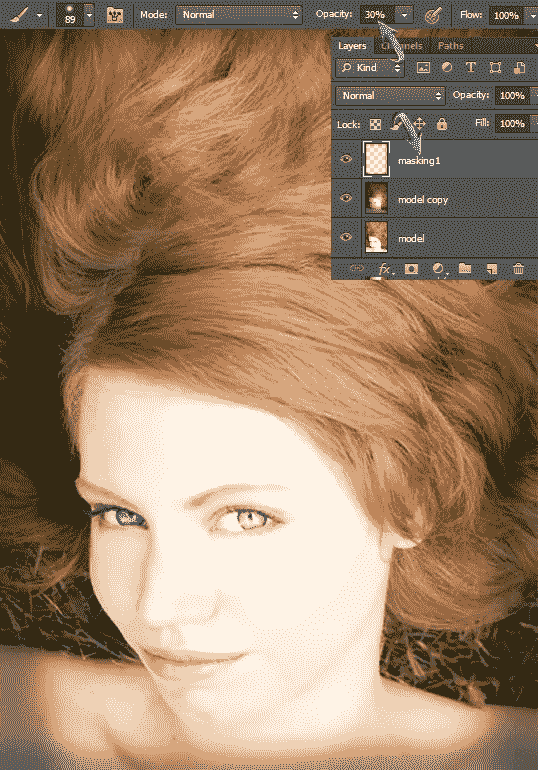 89 Mode: Normal Opacity: 30% Flow: 100%
Layers Channels Paths
Kind
Normal Opacity: 100%
Lock: Fill: 100%
masking1
model copy
model
fx